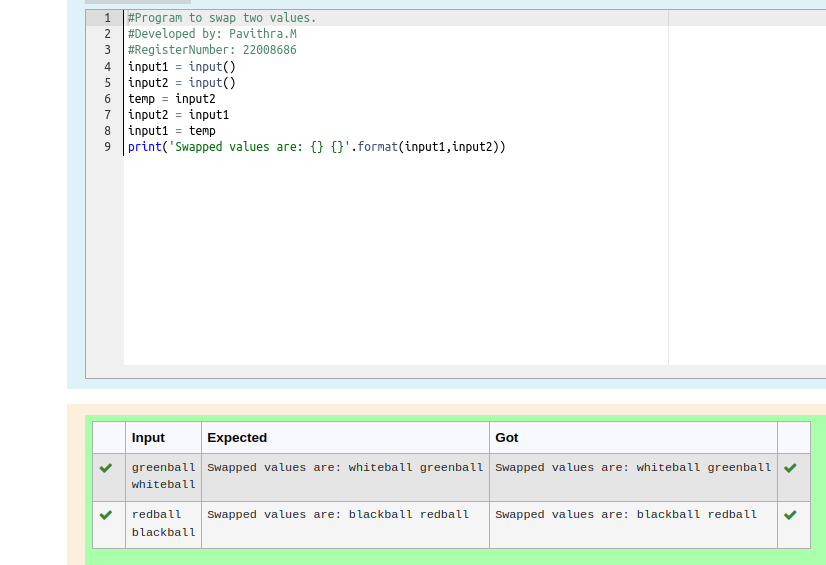 1 #Program to swap two values.
2 #Developed by: Pavithra.M
3 #RegisterNumber: 22008686
4 input1 = input()
5 input2 = input()
6 temp = input2
7 input2 = input1
8 input1 = temp
9 print('Swapped values are: {} {}'.format(input1,input2))
Input Expected Got
greenball Swapped values are: whiteball greenball Swapped values are: whiteball greenball
whiteball
redball Swapped values are: blackball redball Swapped values are: blackball redball
blackball